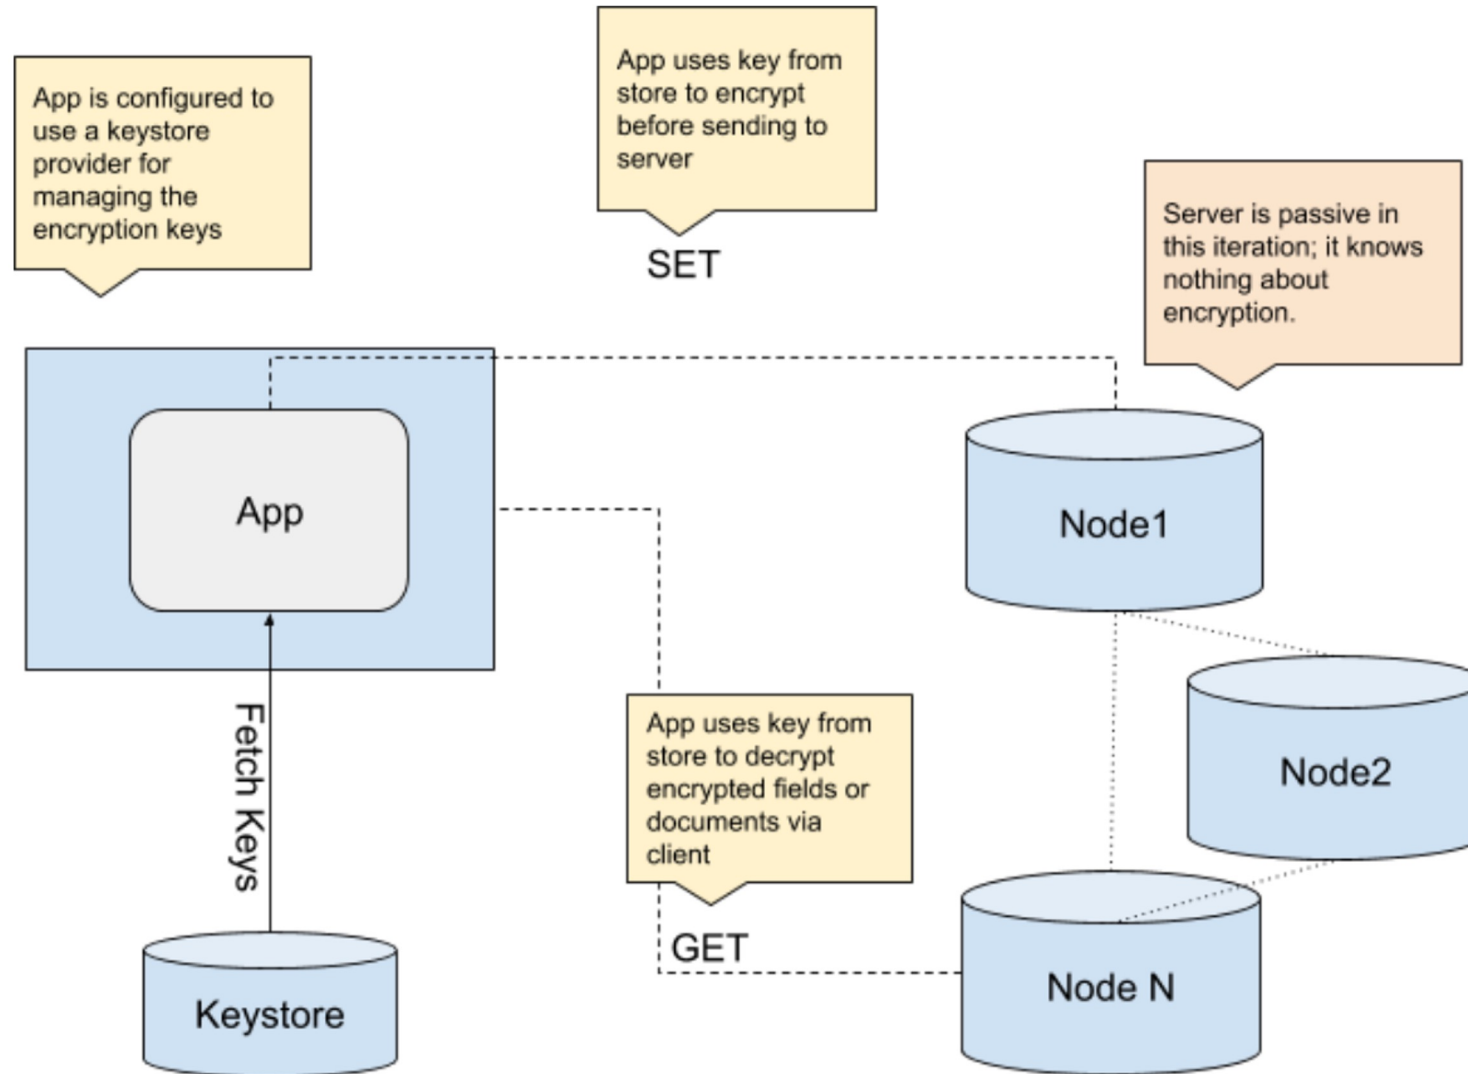 App is configured to
use a keystore
provider for
managing the
encryption keys
App uses key from
store to encrypt
before sending to
server
SET
Server is passive in
this iteration; it knows
nothing about
encryption.
App
Node1
Fetch Keys
App uses key from
store to decrypt
encrypted fields or
documents via
client
Node2
GET
Node N
Keystore